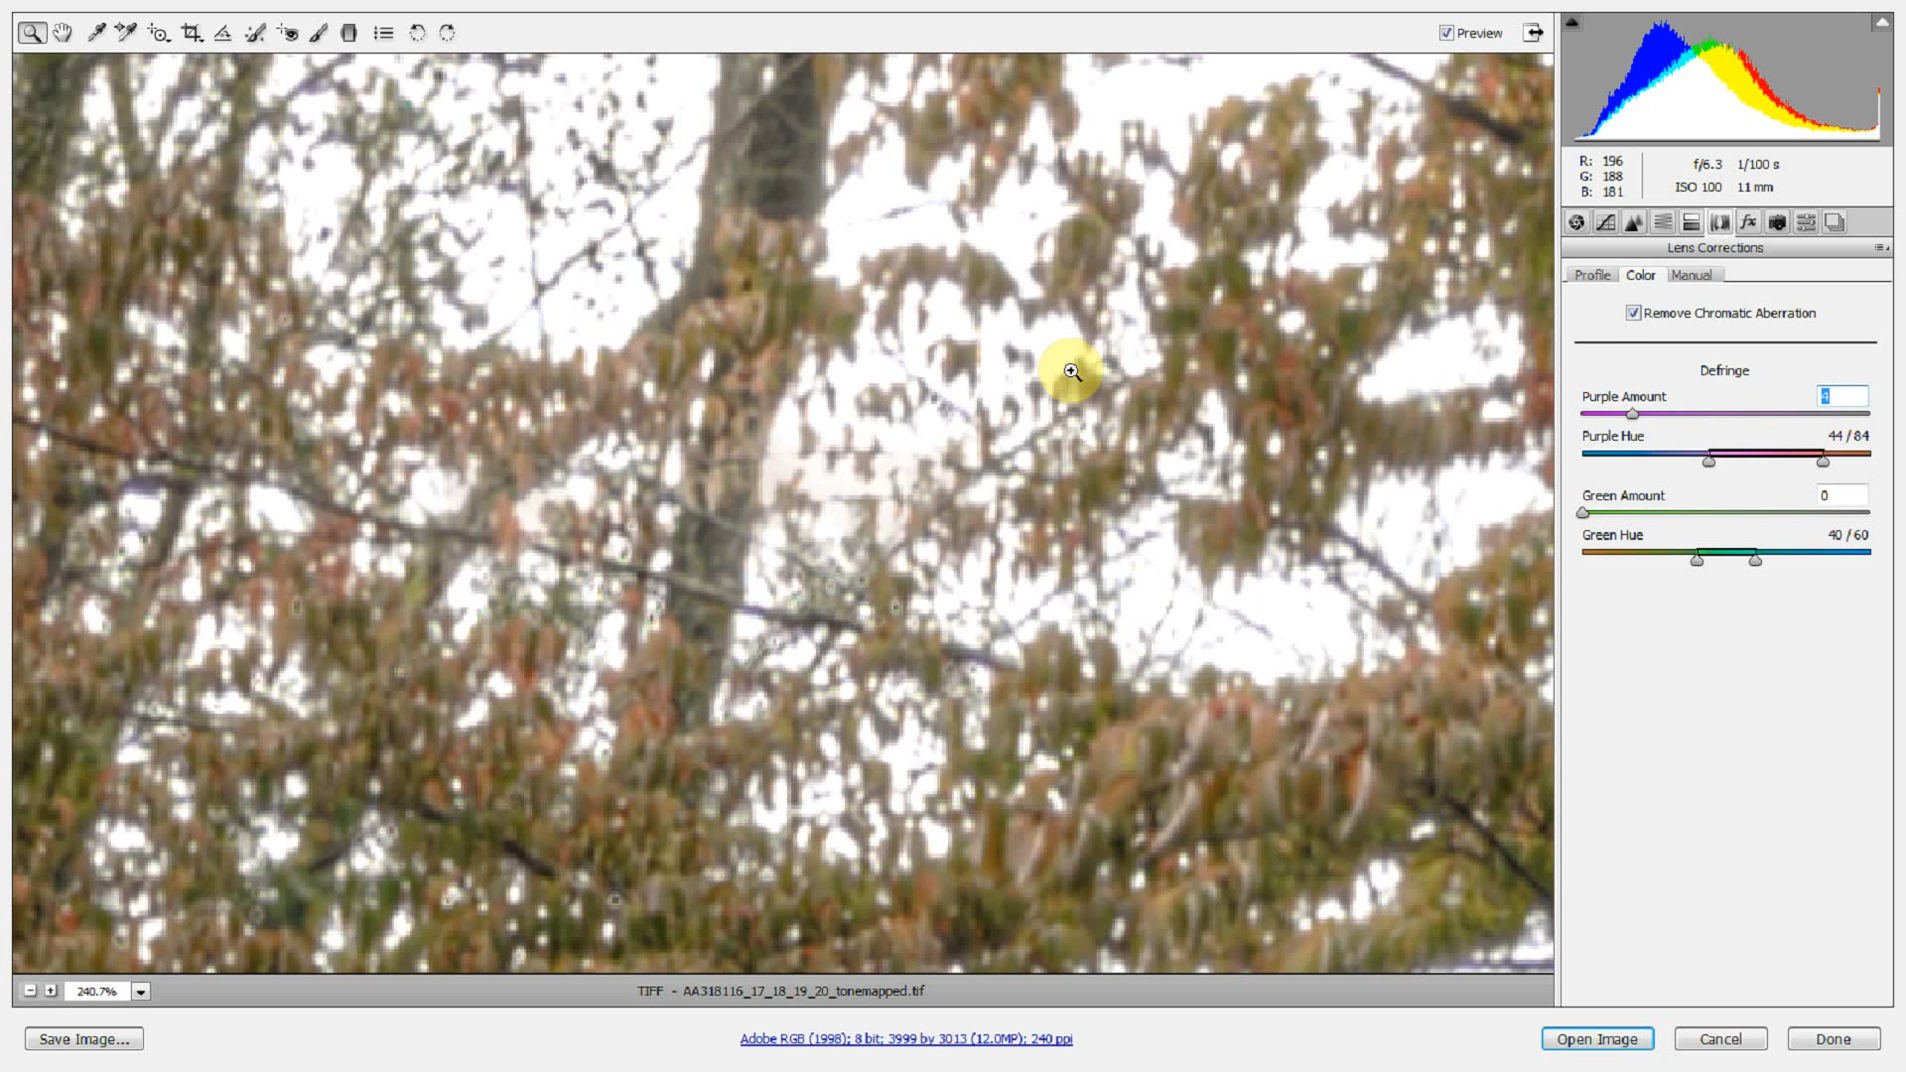 Preview
R: 196
G: 188
B: 181
f/6.3 1/100 s
ISO 100 11 mm
fx
Lens Corrections
Profile Color Manual
Remove Chromatic Aberration
Defringe
Purple Amount 4
Purple Hue 44 / 84
Green Amount 0
Green Hue 40 / 60
240.7%
TIFF - AA318116_17_18_19_20_tonemapped.tif
Save Image...
Adobe RGB (1998); 8 bit; 3999 by 3013 (12.0MP); 240 ppi
Open Image Cancel Done